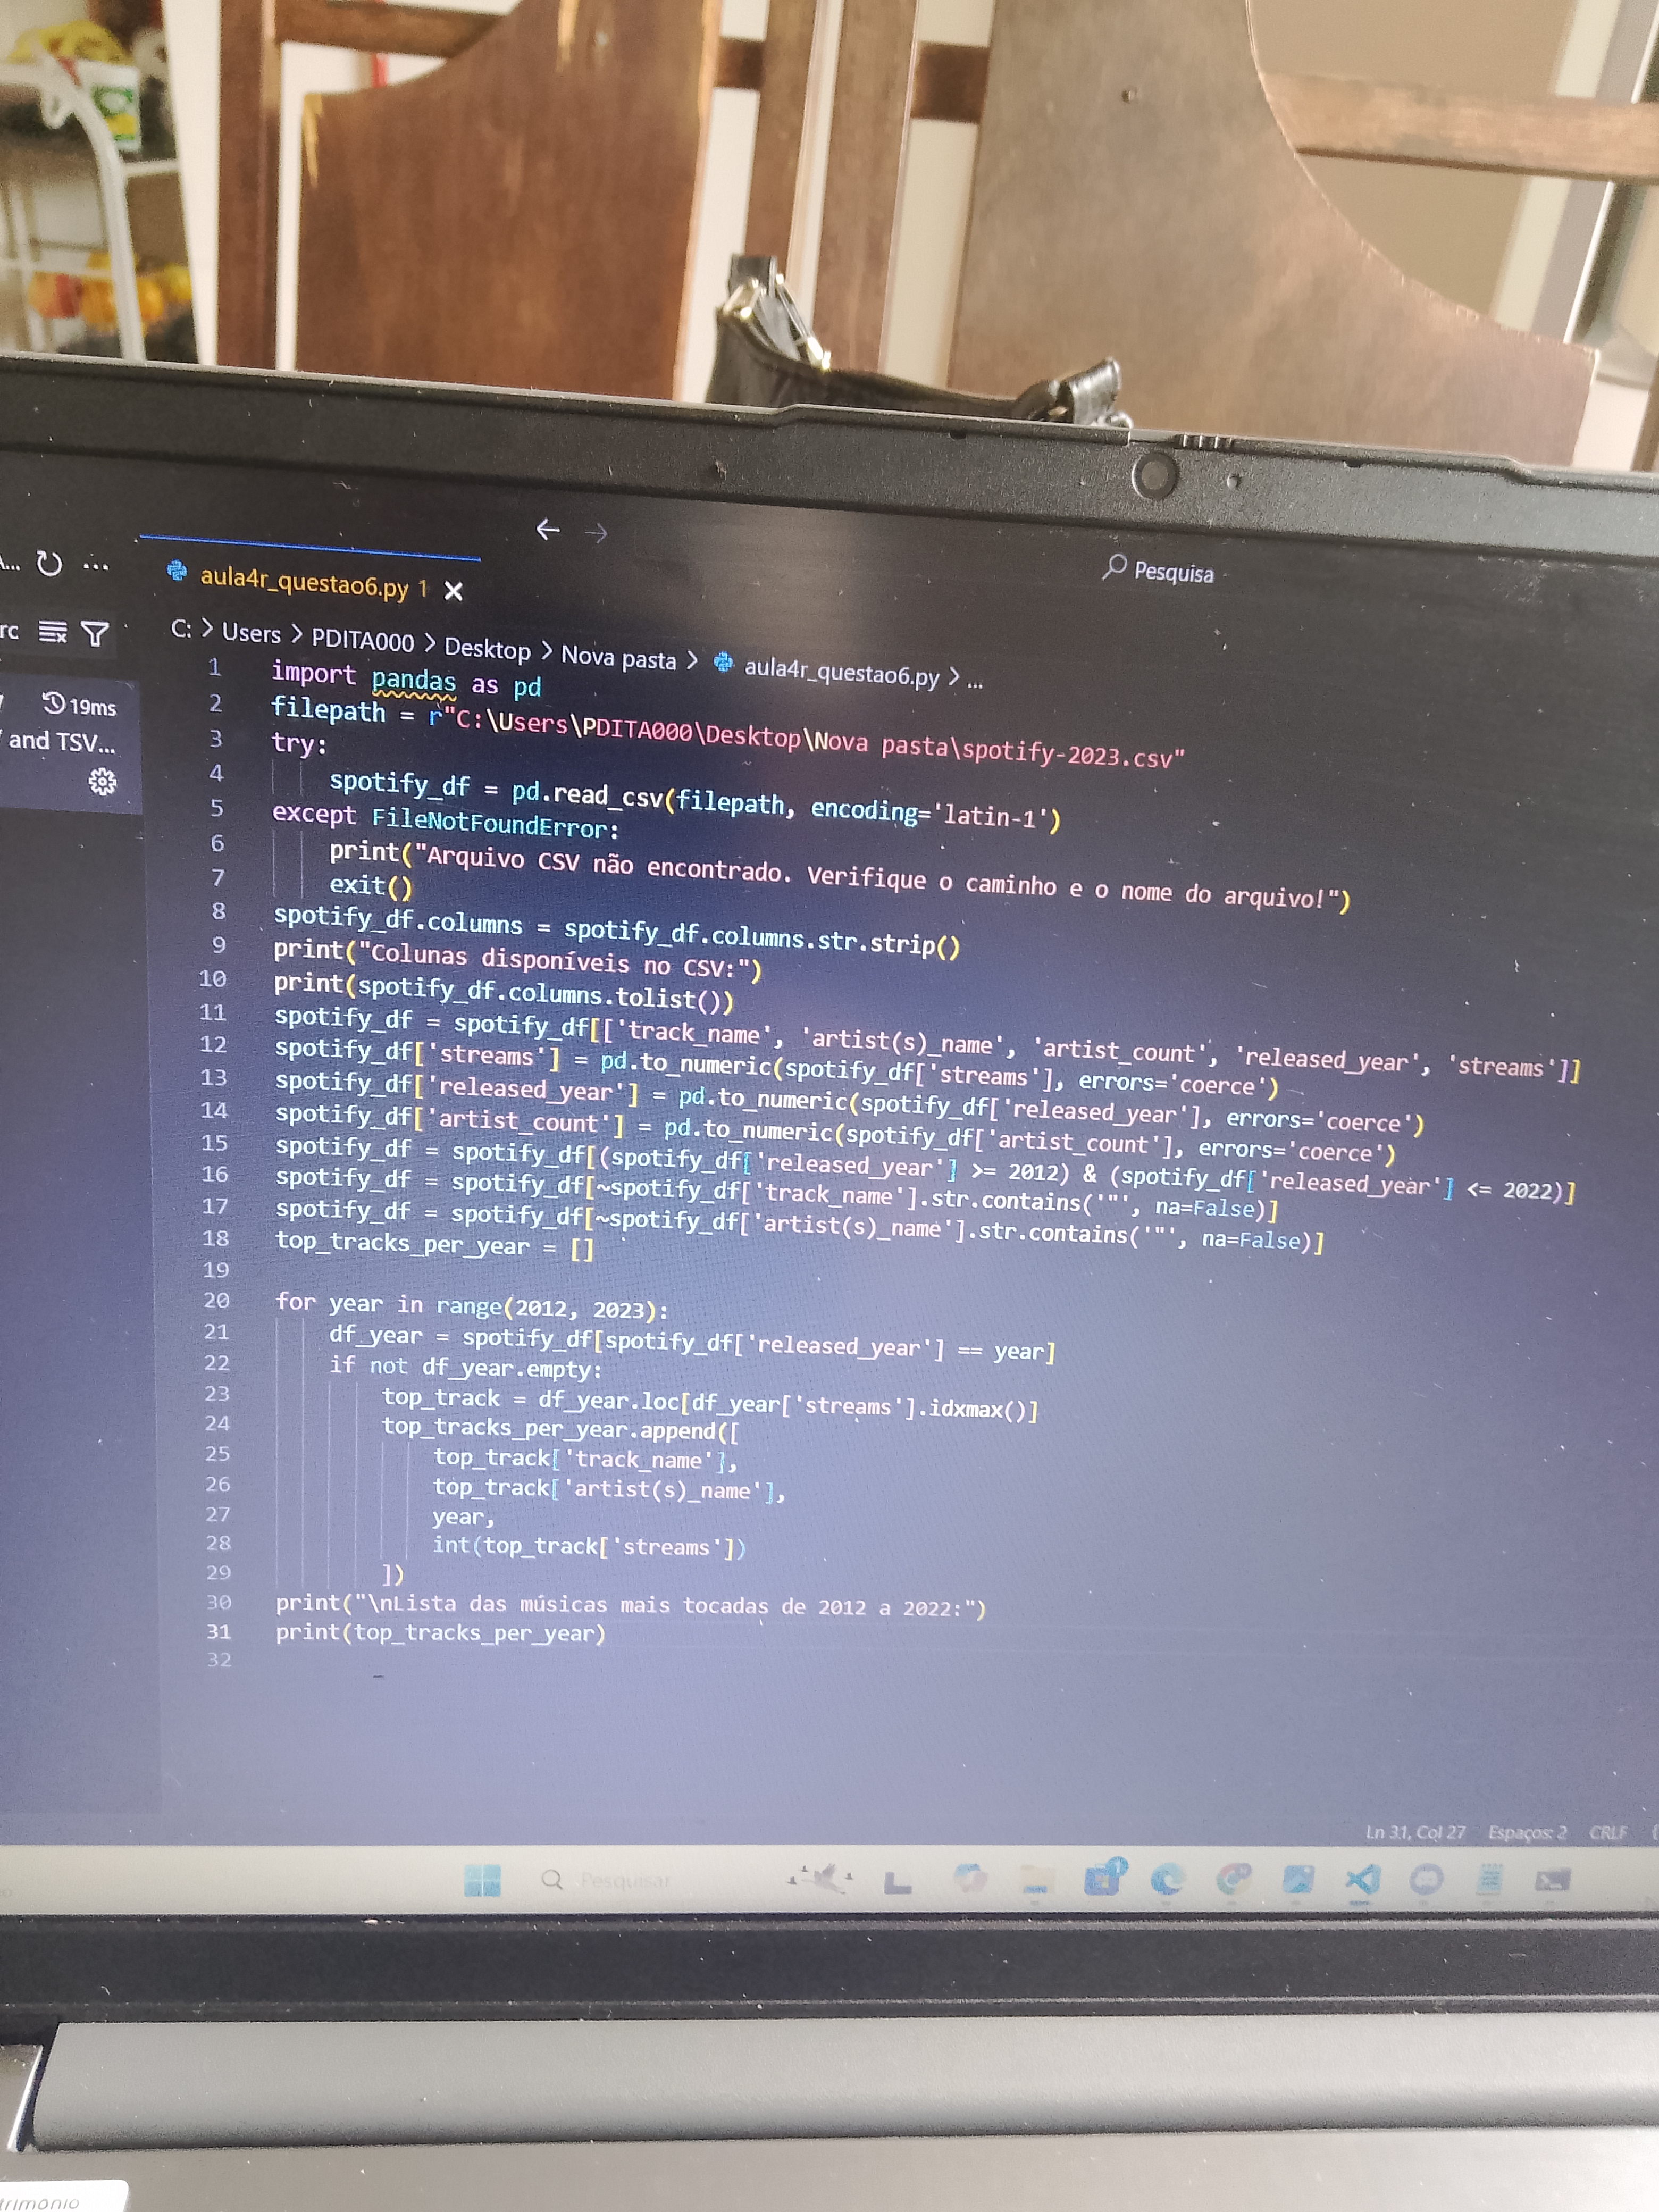 Pesquisa
aula4r_questao6.py 1
C: > Users > PDITA000 > Desktop > Nova pasta > aula4r_questao6.py > ...
19ms
and TSV...
1 import pandas as pd
2 filepath = r"C:\Users\PDITA000\Desktop\Nova pasta\spotify-2023.csv"
3 try:
4     spotify_df = pd.read_csv(filepath, encoding='latin-1')
5 except FileNotFoundError:
6     print("Arquivo CSV não encontrado. Verifique o caminho e o nome do arquivo!")
7     exit()
8 spotify_df.columns = spotify_df.columns.str.strip()
9 print("Colunas disponíveis no CSV:")
10 print(spotify_df.columns.tolist())
11 spotify_df = spotify_df[['track_name', 'artist(s)_name', 'artist_count', 'released_year', 'streams']]
12 spotify_df['streams'] = pd.to_numeric(spotify_df['streams'], errors='coerce')
13 spotify_df['released_year'] = pd.to_numeric(spotify_df['released_year'], errors='coerce')
14 spotify_df['artist_count'] = pd.to_numeric(spotify_df['artist_count'], errors='coerce')
15 spotify_df = spotify_df[(spotify_df['released_year'] >= 2012) & (spotify_df['released_year'] <= 2022)]
16 spotify_df = spotify_df[~spotify_df['track_name'].str.contains('"', na=False)]
17 spotify_df = spotify_df[~spotify_df['artist(s)_name'].str.contains('"', na=False)]
18 top_tracks_per_year = []
19
20 for year in range(2012, 2023):
21     df_year = spotify_df[spotify_df['released_year'] == year]
22     if not df_year.empty:
23         top_track = df_year.loc[df_year['streams'].idxmax()]
24         top_tracks_per_year.append([
25             top_track['track_name'],
26             top_track['artist(s)_name'],
27             year,
28             int(top_track['streams'])
29         ])
30 print("\nLista das músicas mais tocadas de 2012 a 2022:")
31 print(top_tracks_per_year)
32
Ln 31, Col 27 Espaços: 2 CRLF
Pesquisar